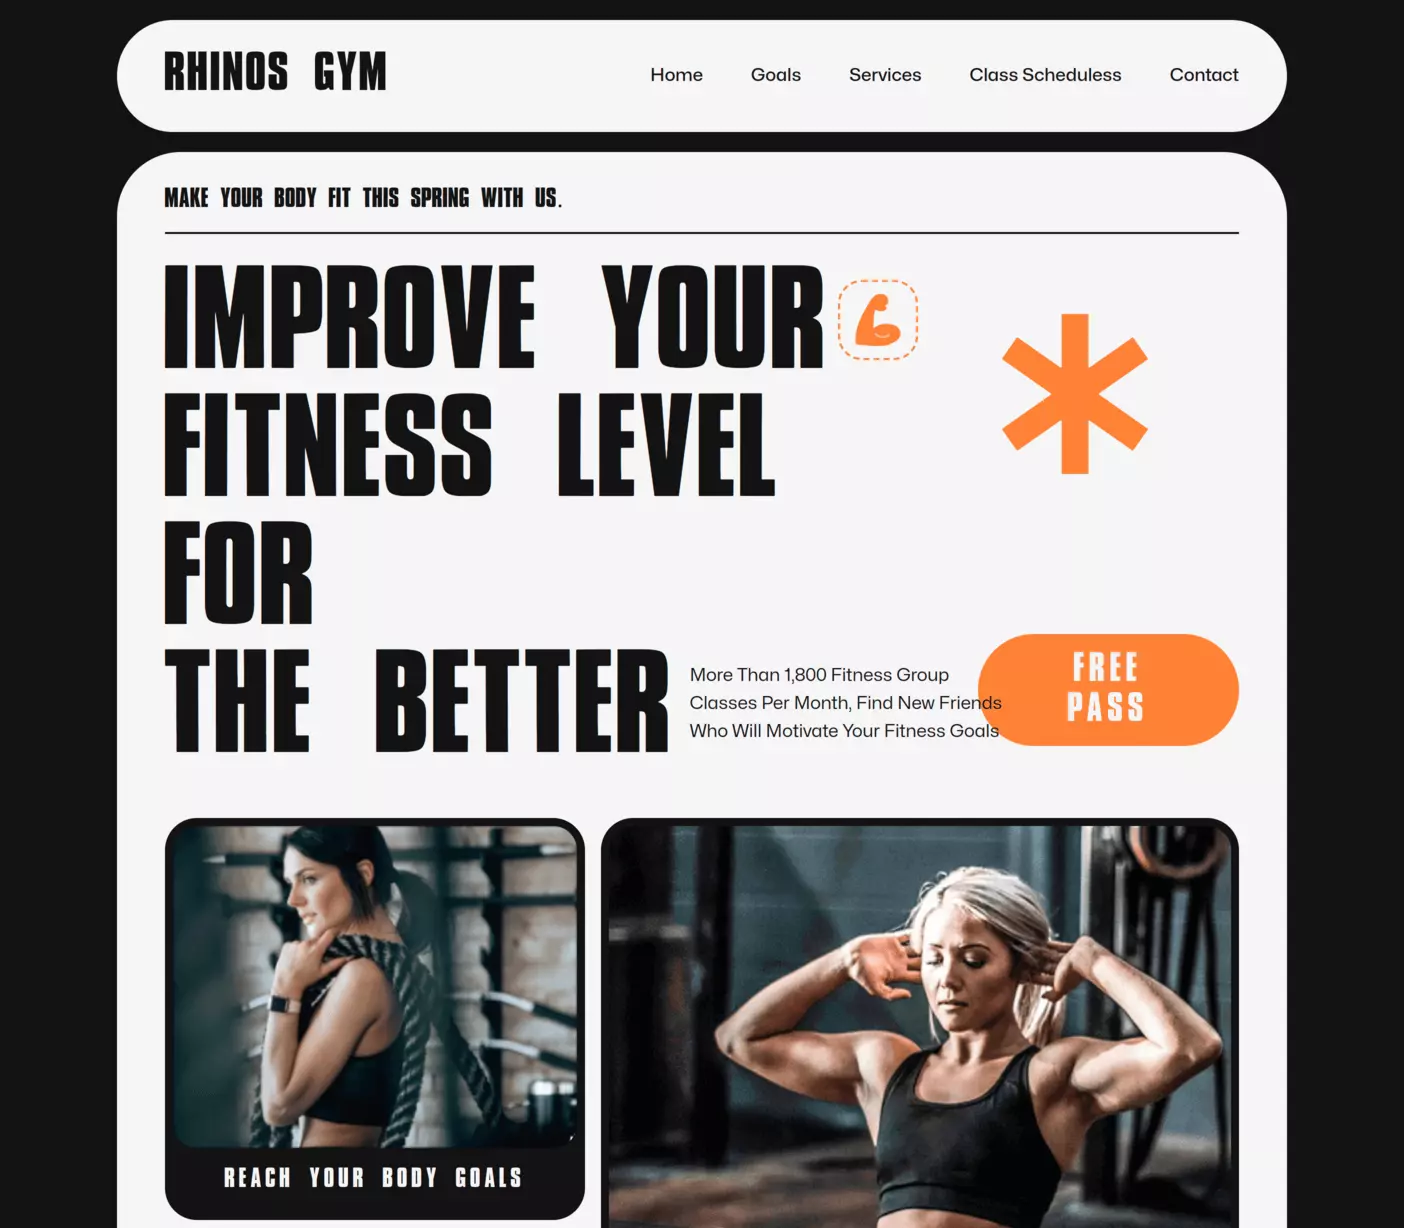 RHINOS GYM
Home Goals Services Class Scheduless Contact
MAKE YOUR BODY FIT THIS SPRING WITH US.
IMPROVE YOUR
FITNESS LEVEL
FOR
THE BETTER
More Than 1,800 Fitness Group
Classes Per Month, Find New Friends
Who Will Motivate Your Fitness Goals
FREE
PASS
REACH YOUR BODY GOALS